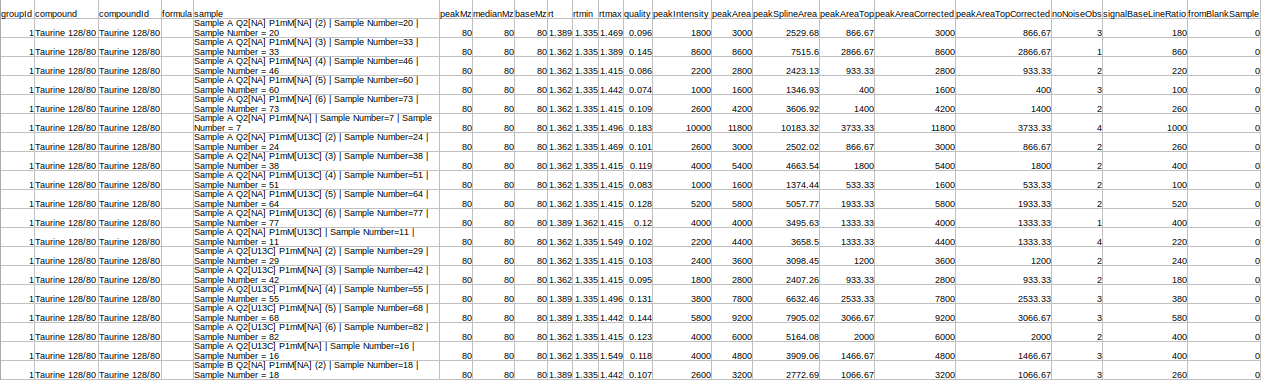 groupId compound compoundId formula sample peakMz medianMz baseMz rt rtmin rtmax quality peakIntensity peakArea peakSplineArea peakAreaTop peakAreaCorrected peakAreaTopCorrected noNoiseObs signalBaseLineRatio fromBlankSample
Sample A Q2[NA] P1mM[NA] (2) | Sample Number=20 |
1 Taurine 128/80 Taurine 128/80 Sample Number = 20 80 80 80 1.389 1.335 1.469 0.096 1800 3000 2529.68 866.67 3000 866.67 3 180 0
Sample A Q2[NA] P1mM[NA] (3) | Sample Number=33 |
1 Taurine 128/80 Taurine 128/80 Sample Number = 33 80 80 80 1.362 1.335 1.389 0.145 8600 8600 7515.6 2866.67 8600 2866.67 1 860 0
Sample A Q2[NA] P1mM[NA] (4) | Sample Number=46 |
1 Taurine 128/80 Taurine 128/80 Sample Number = 46 80 80 80 1.362 1.335 1.415 0.086 2200 2800 2423.13 933.33 2800 933.33 2 220 0
Sample A Q2[NA] P1mM[NA] (5) | Sample Number=60 |
1 Taurine 128/80 Taurine 128/80 Sample Number = 60 80 80 80 1.362 1.335 1.442 0.074 1000 1600 1346.93 400 1600 400 3 100 0
Sample A Q2[NA] P1mM[NA] (6) | Sample Number=73 |
1 Taurine 128/80 Taurine 128/80 Sample Number = 73 80 80 80 1.362 1.335 1.415 0.109 2600 4200 3606.92 1400 4200 1400 2 260 0
Sample A Q2[NA] P1mM[NA] | Sample Number=7 | Sample
1 Taurine 128/80 Taurine 128/80 Number = 7 80 80 80 1.362 1.335 1.496 0.183 10000 11800 10183.32 3733.33 11800 3733.33 4 1000 0
Sample A Q2[NA] P1mM[U13C] (2) | Sample Number=24 |
1 Taurine 128/80 Taurine 128/80 Sample Number = 24 80 80 80 1.362 1.335 1.469 0.101 2600 3000 2502.02 866.67 3000 866.67 2 260 0
Sample A Q2[NA] P1mM[U13C] (3) | Sample Number=38 |
1 Taurine 128/80 Taurine 128/80 Sample Number = 38 80 80 80 1.362 1.335 1.415 0.119 4000 5400 4663.54 1800 5400 1800 2 400 0
Sample A Q2[NA] P1mM[U13C] (4) | Sample Number=51 |
1 Taurine 128/80 Taurine 128/80 Sample Number = 51 80 80 80 1.362 1.335 1.415 0.083 1000 1600 1374.44 533.33 1600 533.33 2 100 0
Sample A Q2[NA] P1mM[U13C] (5) | Sample Number=64 |
1 Taurine 128/80 Taurine 128/80 Sample Number = 64 80 80 80 1.362 1.335 1.415 0.128 5200 5800 5057.77 1933.33 5800 1933.33 2 520 0
Sample A Q2[NA] P1mM[U13C] (6) | Sample Number=77 |
1 Taurine 128/80 Taurine 128/80 Sample Number = 77 80 80 80 1.389 1.362 1.415 0.12 4000 4000 3495.63 1333.33 4000 1333.33 1 400 0
Sample A Q2[NA] P1mM[U13C] | Sample Number=11 |
1 Taurine 128/80 Taurine 128/80 Sample Number = 11 80 80 80 1.362 1.335 1.549 0.102 2200 4400 3658.5 1333.33 4400 1333.33 4 220 0
Sample A Q2[U13C] P1mM[NA] (2) | Sample Number=29 |
1 Taurine 128/80 Taurine 128/80 Sample Number = 29 80 80 80 1.362 1.335 1.415 0.103 2400 3600 3098.45 1200 3600 1200 2 240 0
Sample A Q2[U13C] P1mM[NA] (3) | Sample Number=42 |
1 Taurine 128/80 Taurine 128/80 Sample Number = 42 80 80 80 1.362 1.335 1.415 0.095 1800 2800 2407.26 933.33 2800 933.33 2 180 0
Sample A Q2[U13C] P1mM[NA] (4) | Sample Number=55 |
1 Taurine 128/80 Taurine 128/80 Sample Number = 55 80 80 80 1.389 1.335 1.496 0.131 3800 7800 6632.46 2533.33 7800 2533.33 3 380 0
Sample A Q2[U13C] P1mM[NA] (5) | Sample Number=68 |
1 Taurine 128/80 Taurine 128/80 Sample Number = 68 80 80 80 1.389 1.335 1.442 0.144 5800 9200 7905.02 3066.67 9200 3066.67 3 580 0
Sample A Q2[U13C] P1mM[NA] (6) | Sample Number=82 |
1 Taurine 128/80 Taurine 128/80 Sample Number = 82 80 80 80 1.362 1.335 1.415 0.123 4000 6000 5164.08 2000 6000 2000 2 400 0
Sample A Q2[U13C] P1mM[NA] | Sample Number=16 |
1 Taurine 128/80 Taurine 128/80 Sample Number = 16 80 80 80 1.362 1.335 1.549 0.118 4000 4800 3909.06 1466.67 4800 1466.67 3 400 0
Sample B Q2[NA] P1mM[NA] (2) | Sample Number=18 |
1 Taurine 128/80 Taurine 128/80 Sample Number = 18 80 80 80 1.389 1.335 1.442 0.107 2600 3200 2772.69 1066.67 3200 1066.67 3 260 0